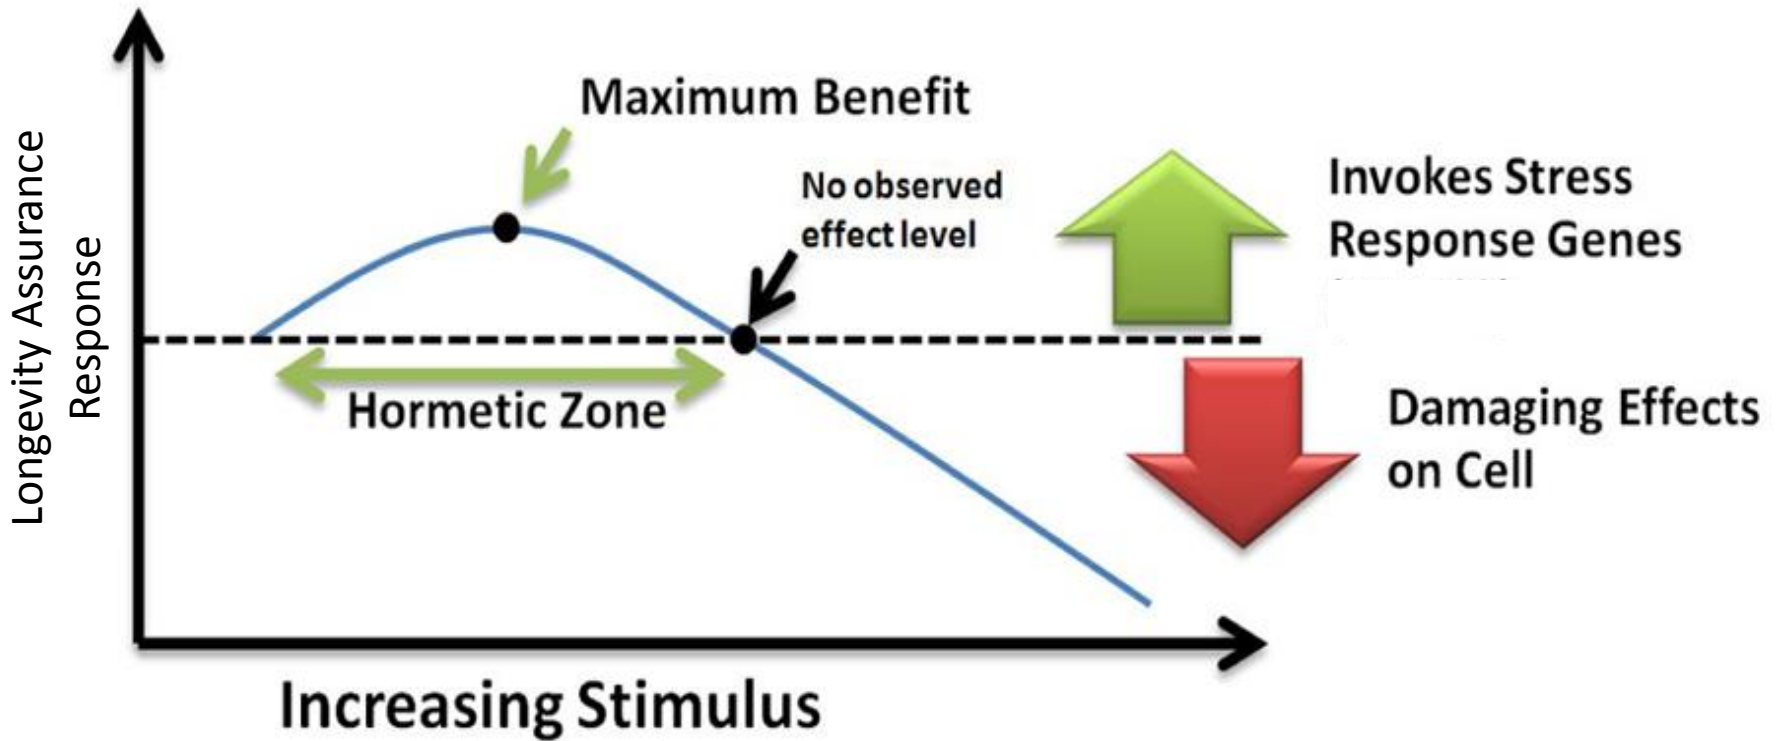 Longevity Assurance
Response
Maximum Benefit
No observed
effect level
Invokes Stress
Response Genes
Hormetic Zone
Damaging Effects
on Cell
Increasing Stimulus